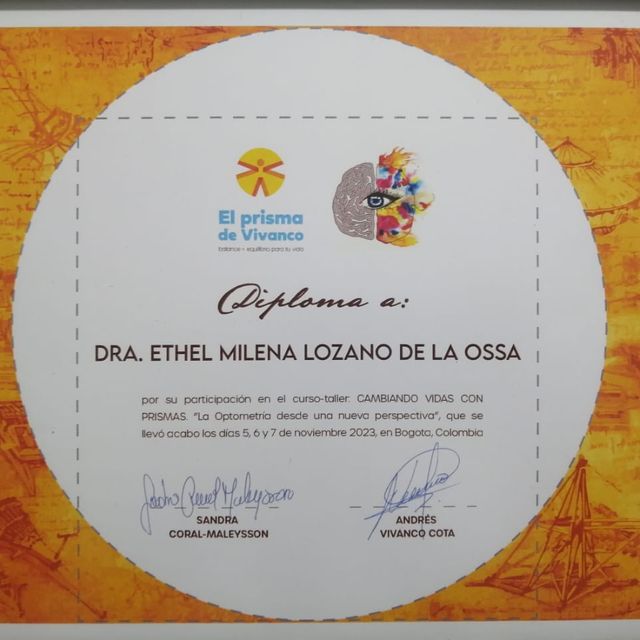 El prisma
de Vivanco
balance + equilibrio para tu vida
Diploma a:
DRA. ETHEL MILENA LOZANO DE LA OSSA
por su participación en el curso-taller: CAMBIANDO VIDAS CON
PRISMAS. "La Optometría desde una nueva perspectiva", que se
llevó acabo los días 5, 6 y 7 de noviembre 2023, en Bogota, Colombia
SANDRA
CORAL-MALEYSSON
ANDRÉS
VIVANCO COTA